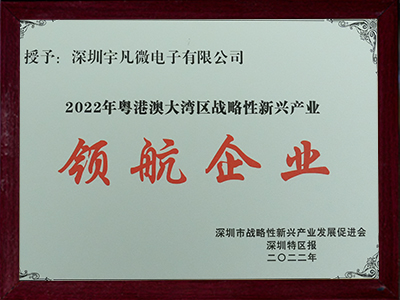 授予：深圳宇凡微电子有限公司
2022年粤港澳大湾区战略性新兴产业
领航企业
深圳市战略性新兴产业发展促进会
深圳特区报
二〇二二年